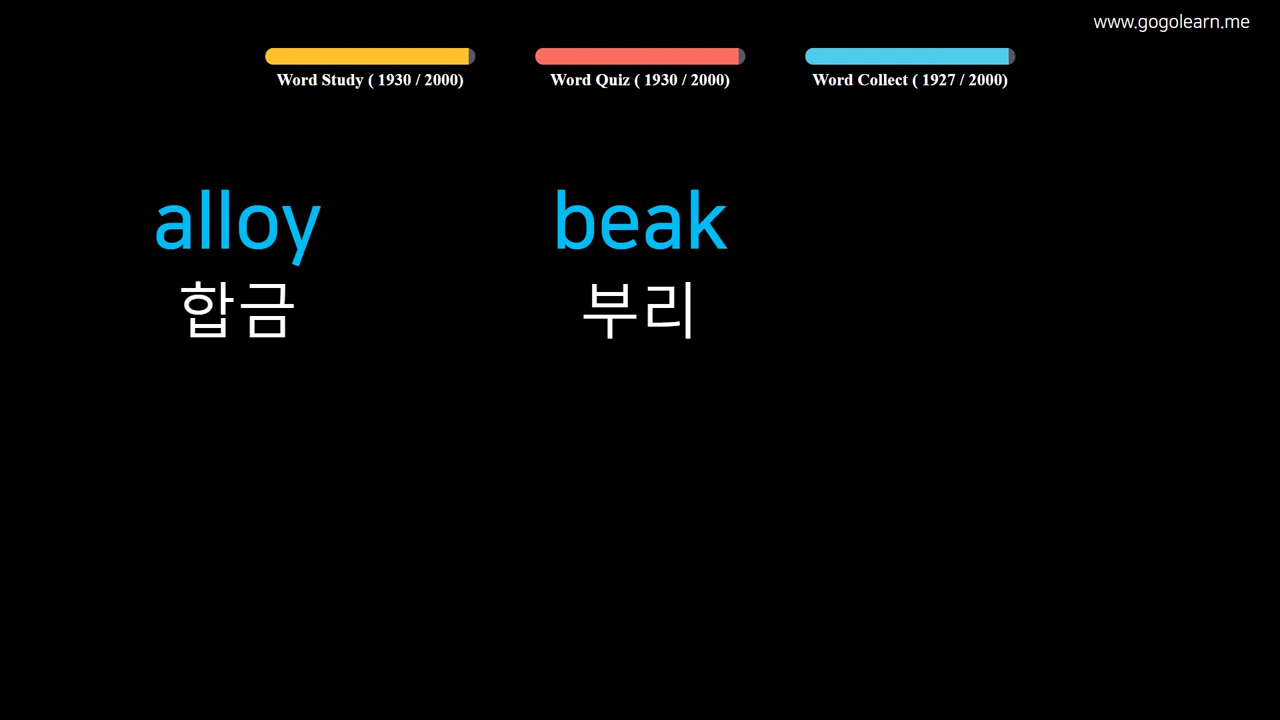 www.gogolearn.me
Word Study ( 1930 / 2000)
Word Quiz ( 1930 / 2000)
Word Collect ( 1927 / 2000)
alloy
합금
beak
부리